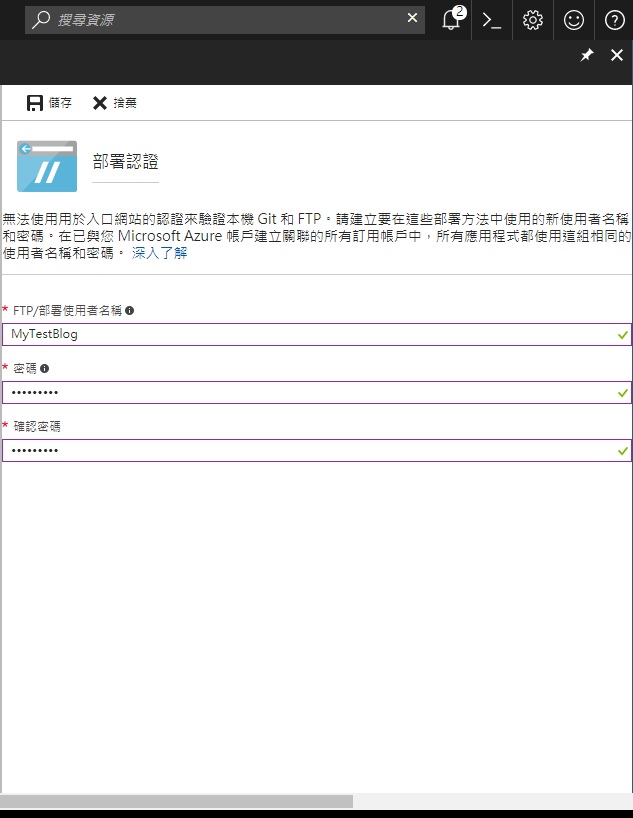 搜尋資源
2
儲存
捨棄
部署認證
無法使用用於入口網站的認證來驗證本機 Git 和 FTP。請建立要在這些部署方法中使用的新使用者名稱
和密碼。在已與您 Microsoft Azure 帳戶建立關聯的所有訂用帳戶中，所有應用程式都使用這組相同的
使用者名稱和密碼。 深入了解
* FTP/部署使用者名稱
MyTestBlog
* 密碼
•••••••••
* 確認密碼
•••••••••